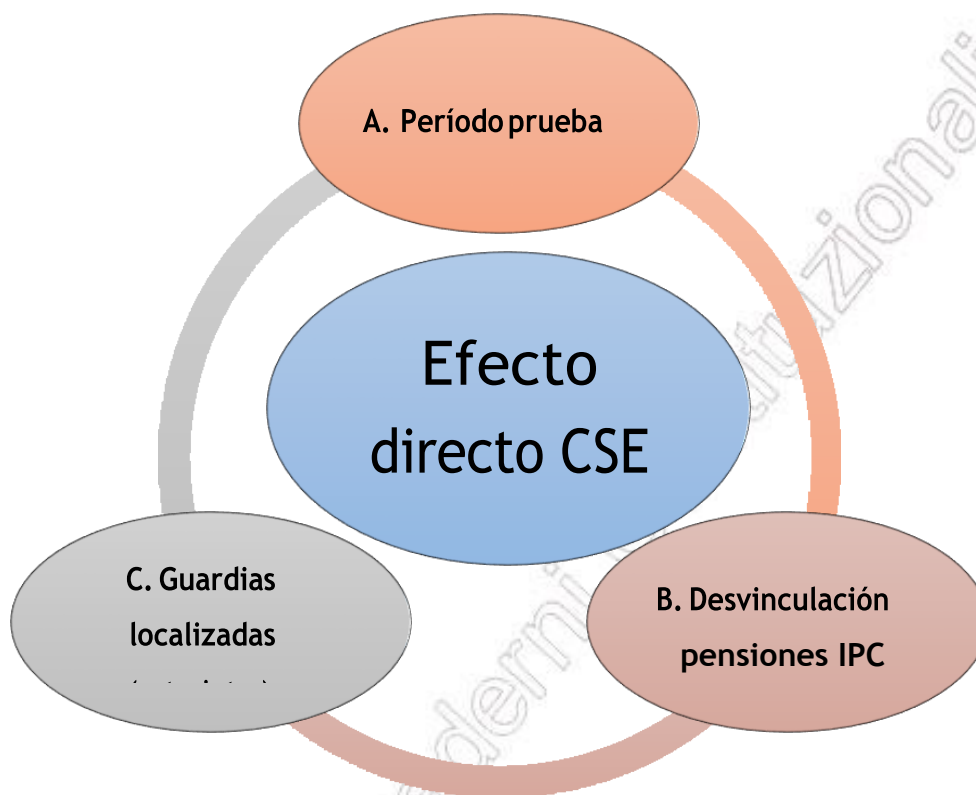 A. Período prueba
Efecto
directo CSE
C. Guardias
localizadas
B. Desvinculación
pensiones IPC